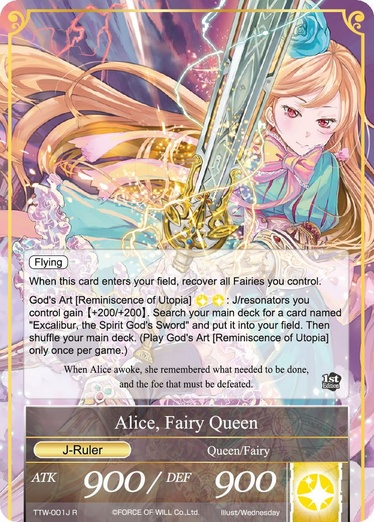 Flying
When this card enters your field, recover all Fairies you control.
God's Art [Reminiscence of Utopia] : J/resonators you
control gain 【+200/+200】. Search your main deck for a card named
"Excalibur, the Spirit God's Sword" and put it into your field. Then
shuffle your main deck. (Play God's Art [Reminiscence of Utopia]
only once per game.)
When Alice awoke, she remembered what needed to be done,
and the foe that must be defeated.
1st
Edition
Alice, Fairy Queen
J-Ruler
Queen/Fairy
ATK 900 / DEF 900
TTW-001J R ©FORCE OF WILL Co.,Ltd. Illust/Wednesday